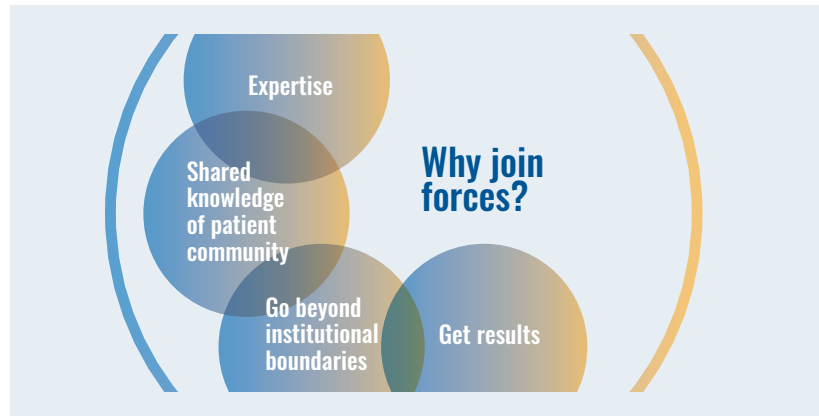 Expertise
Shared
knowledge
of patient
community
Why join
forces?
Go beyond
institutional
boundaries
Get results